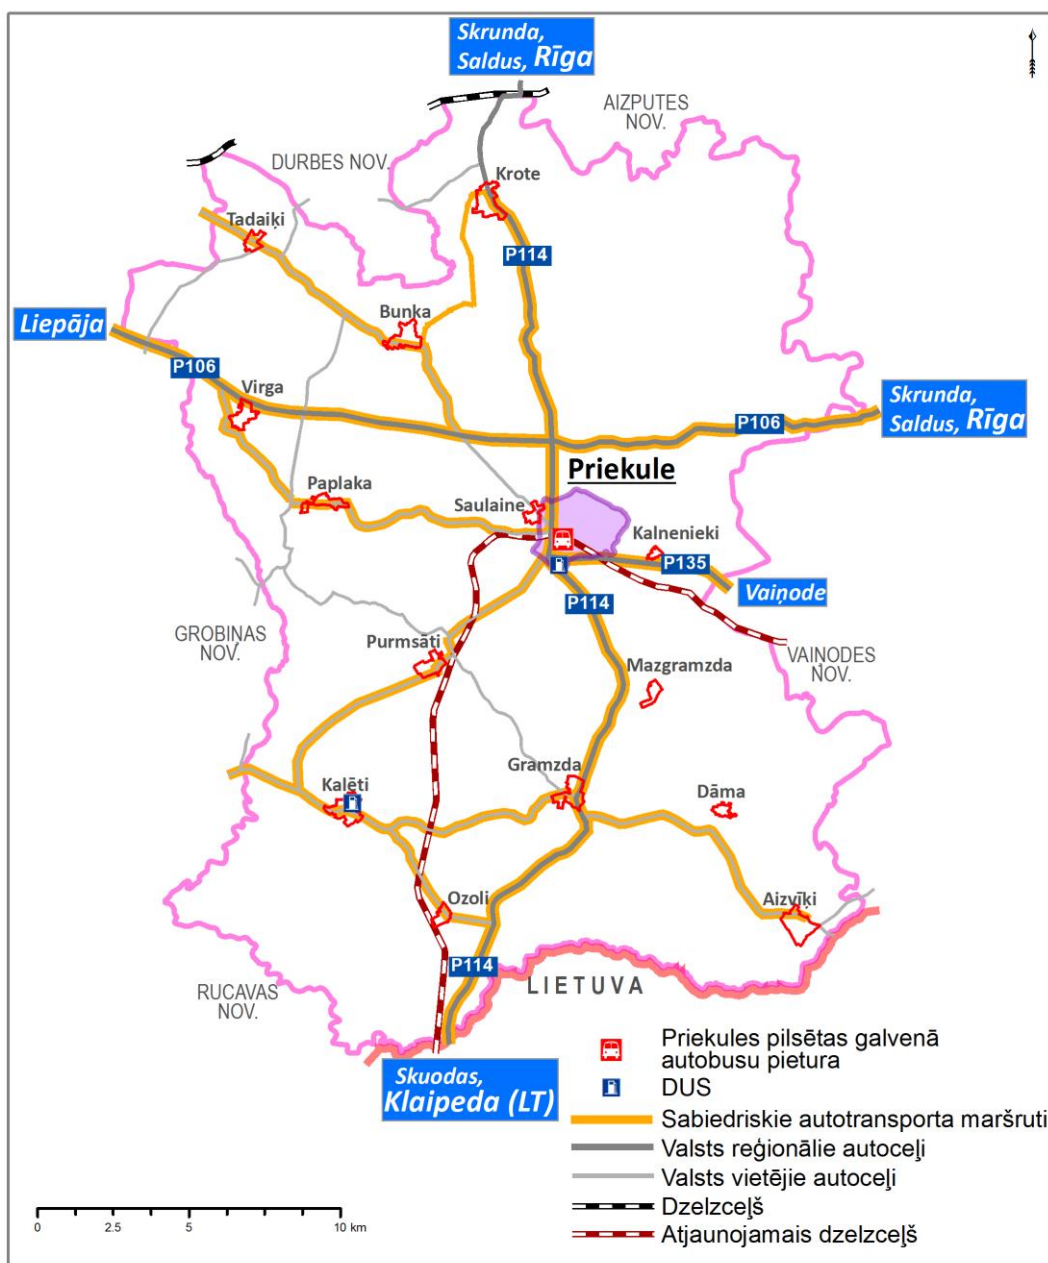 Skrunda,
Saldus, Rīga
AIZPUTES
NOV.
DURBES NOV.
Krote
Tadaiķi
P114
Bunka
Liepāja
P106
Virga
Skrunda,
Saldus, Rīga
P106
Priekule
Paplaka
Saulaine
Kalnenieki
P135
Vaiņode
P114
GROBIŅAS
NOV.
Purmsāti
VAIŅODES
NOV.
Mazgramzda
Gramzda
Kalēti
Dāma
Ozoli
Aizvīķi
P114
LIETUVA
RUCAVAS
NOV.
Skuodas,
Klaipeda (LT)
Priekules pilsētas galvenā
autobusu pietura
DUS
Sabiedriskie autotransporta maršruti
Valsts reģionālie autoceļi
Valsts vietējie autoceļi
Dzelzceļš
Atjaunojamais dzelzceļš
0 2.5 5 10 km